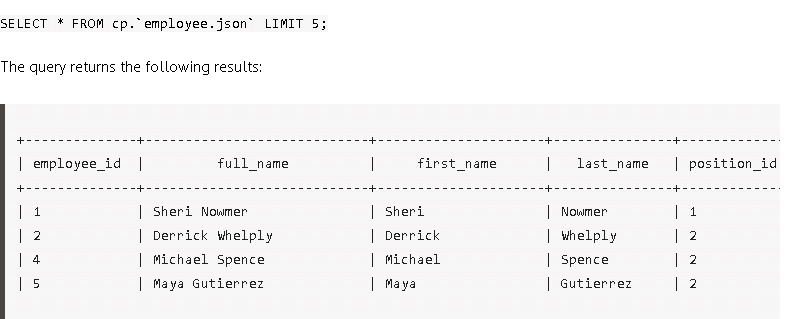 SELECT * FROM cp.`employee.json` LIMIT 5;
The query returns the following results:
+--------------+----------------------------+---------------------+---------------+-------------
| employee_id | full_name | first_name | last_name | position_id
+--------------+----------------------------+---------------------+---------------+-------------
| 1 | Sheri Nowmer | Sheri | Nowmer | 1
| 2 | Derrick Whelply | Derrick | Whelply | 2
| 4 | Michael Spence | Michael | Spence | 2
| 5 | Maya Gutierrez | Maya | Gutierrez | 2